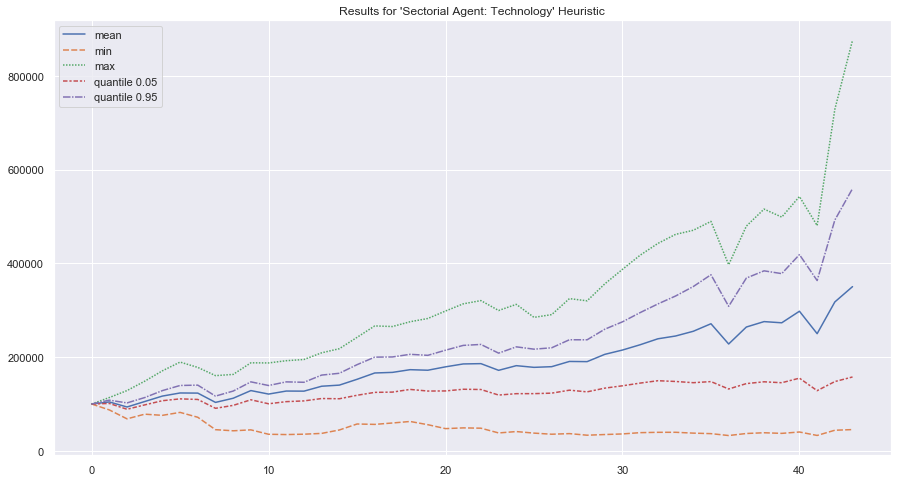 Results for 'Sectorial Agent: Technology' Heuristic
mean
min
max
quantile 0.05
quantile 0.95
800000
600000
400000
200000
0
0
10
20
30
40